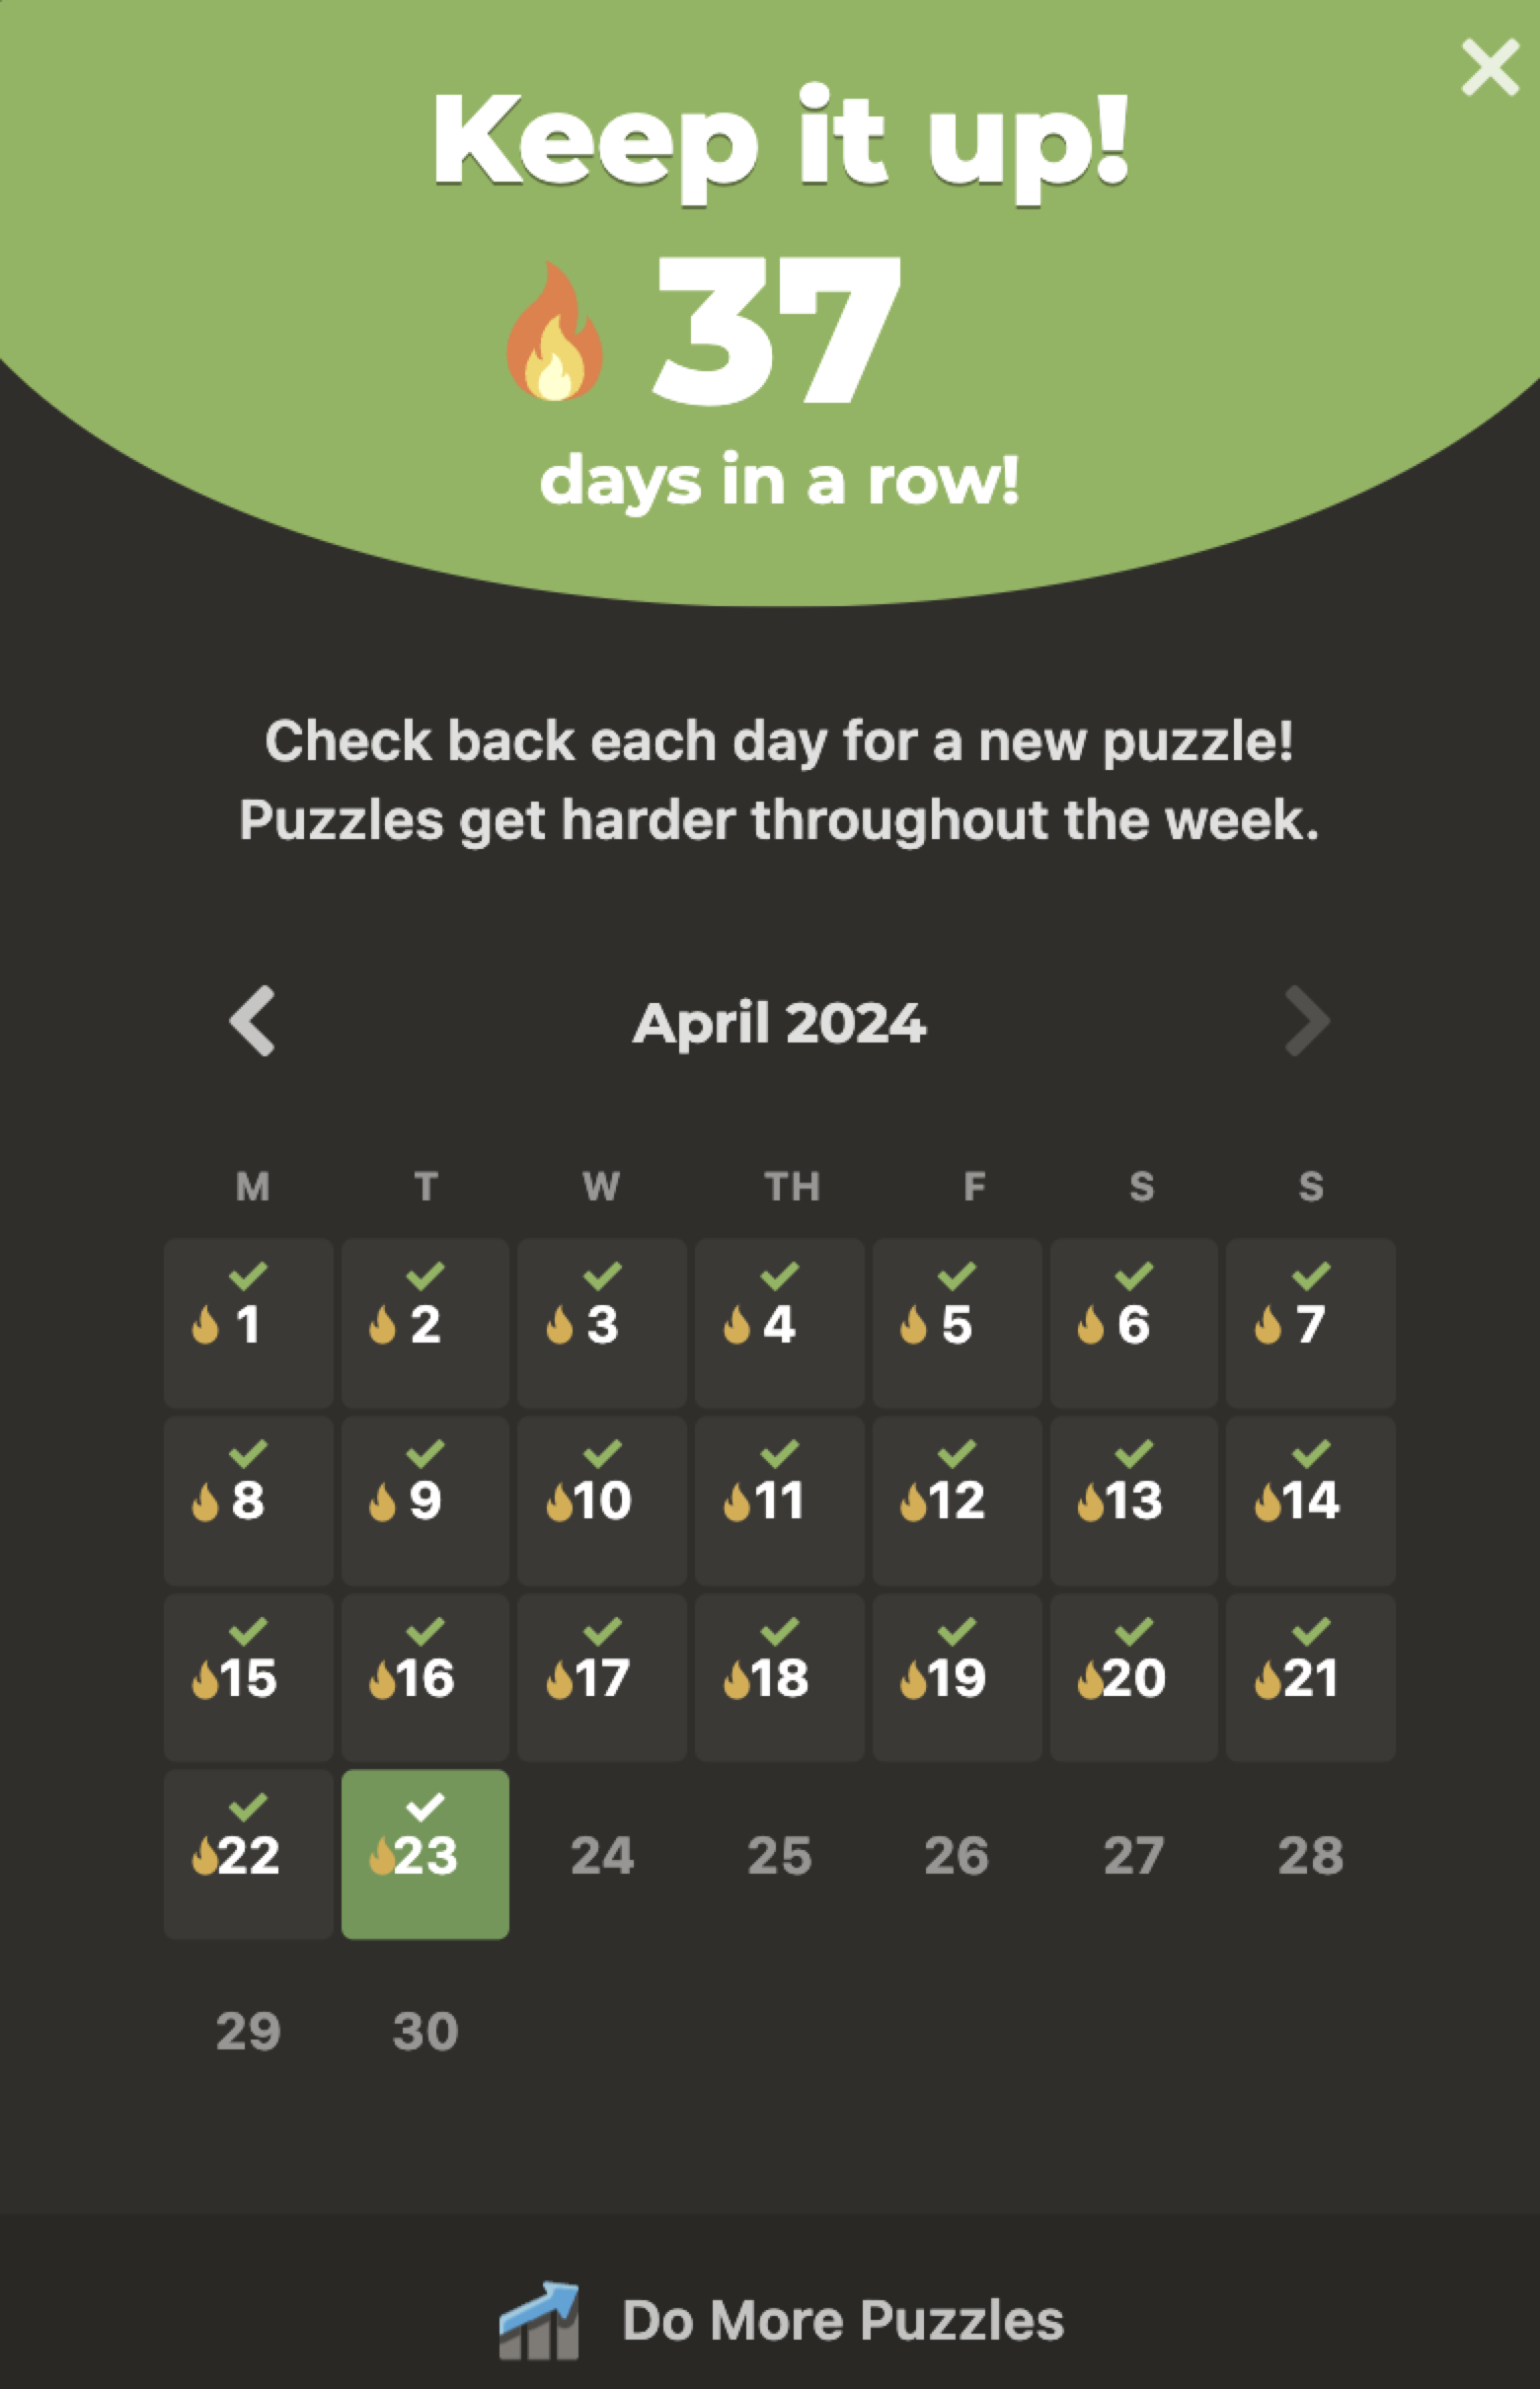 Keep it up!
37
days in a row!
Check back each day for a new puzzle!
Puzzles get harder throughout the week.
April 2024
M T W TH F S S
1 2 3 4 5 6 7
8 9 10 11 12 13 14
15 16 17 18 19 20 21
22 23 24 25 26 27 28
29 30
Do More Puzzles